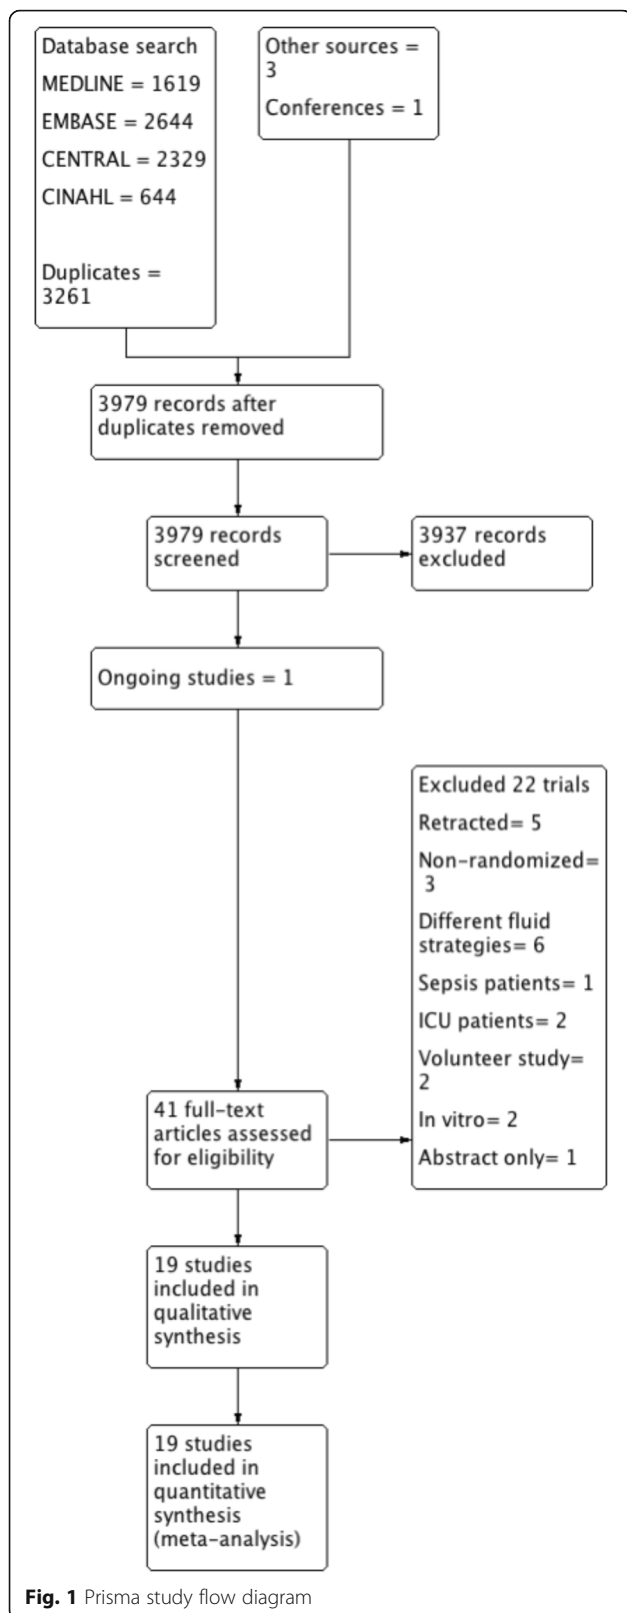 Database search
MEDLINE = 1619
EMBASE = 2644
CENTRAL = 2329
CINAHL = 644
Duplicates =
3261
Other sources =
3
Conferences = 1
3979 records after
duplicates removed
3979 records
screened
3937 records
excluded
Ongoing studies = 1
Excluded 22 trials
Retracted= 5
Non-randomized=
3
Different fluid
strategies= 6
Sepsis patients= 1
ICU patients= 2
Volunteer study=
2
In vitro= 2
Abstract only= 1
41 full-text
articles assessed
for eligibility
19 studies
included in
qualitative
synthesis
19 studies
included in
quantitative
synthesis
(meta-analysis)
Fig. 1 Prisma study flow diagram